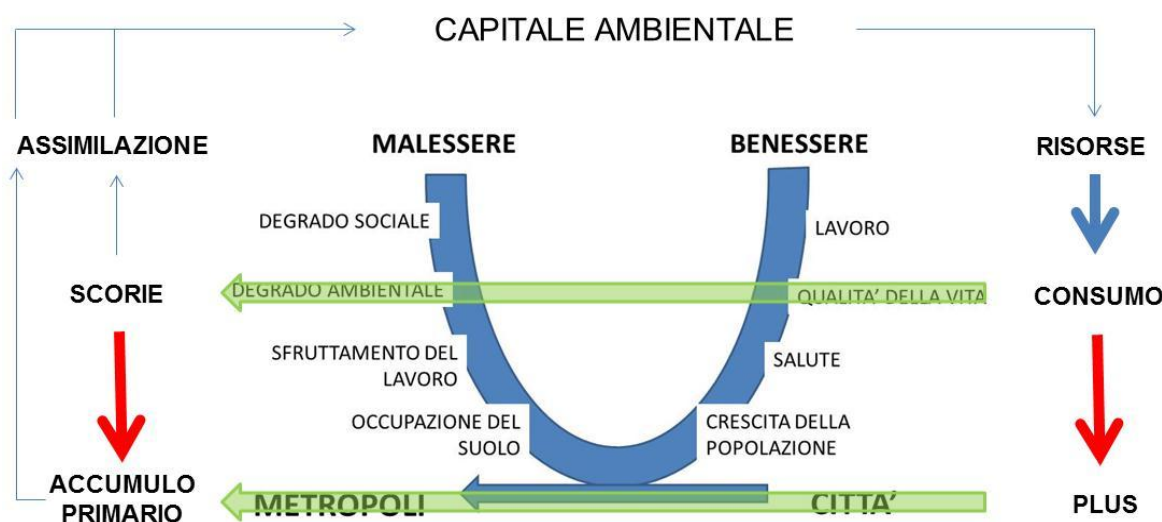 CAPITALE AMBIENTALE
ASSIMILAZIONE
MALESSERE
BENESSERE
RISORSE
DEGRADO SOCIALE
LAVORO
SCORIE
DEGRADO AMBIENTALE
QUALITA' DELLA VITA
CONSUMO
SFRUTTAMENTO DEL
LAVORO
SALUTE
OCCUPAZIONE DEL
SUOLO
CRESCITA DELLA
POPOLAZIONE
ACCUMULO
PRIMARIO
METROPOLI
CITTA'
PLUS